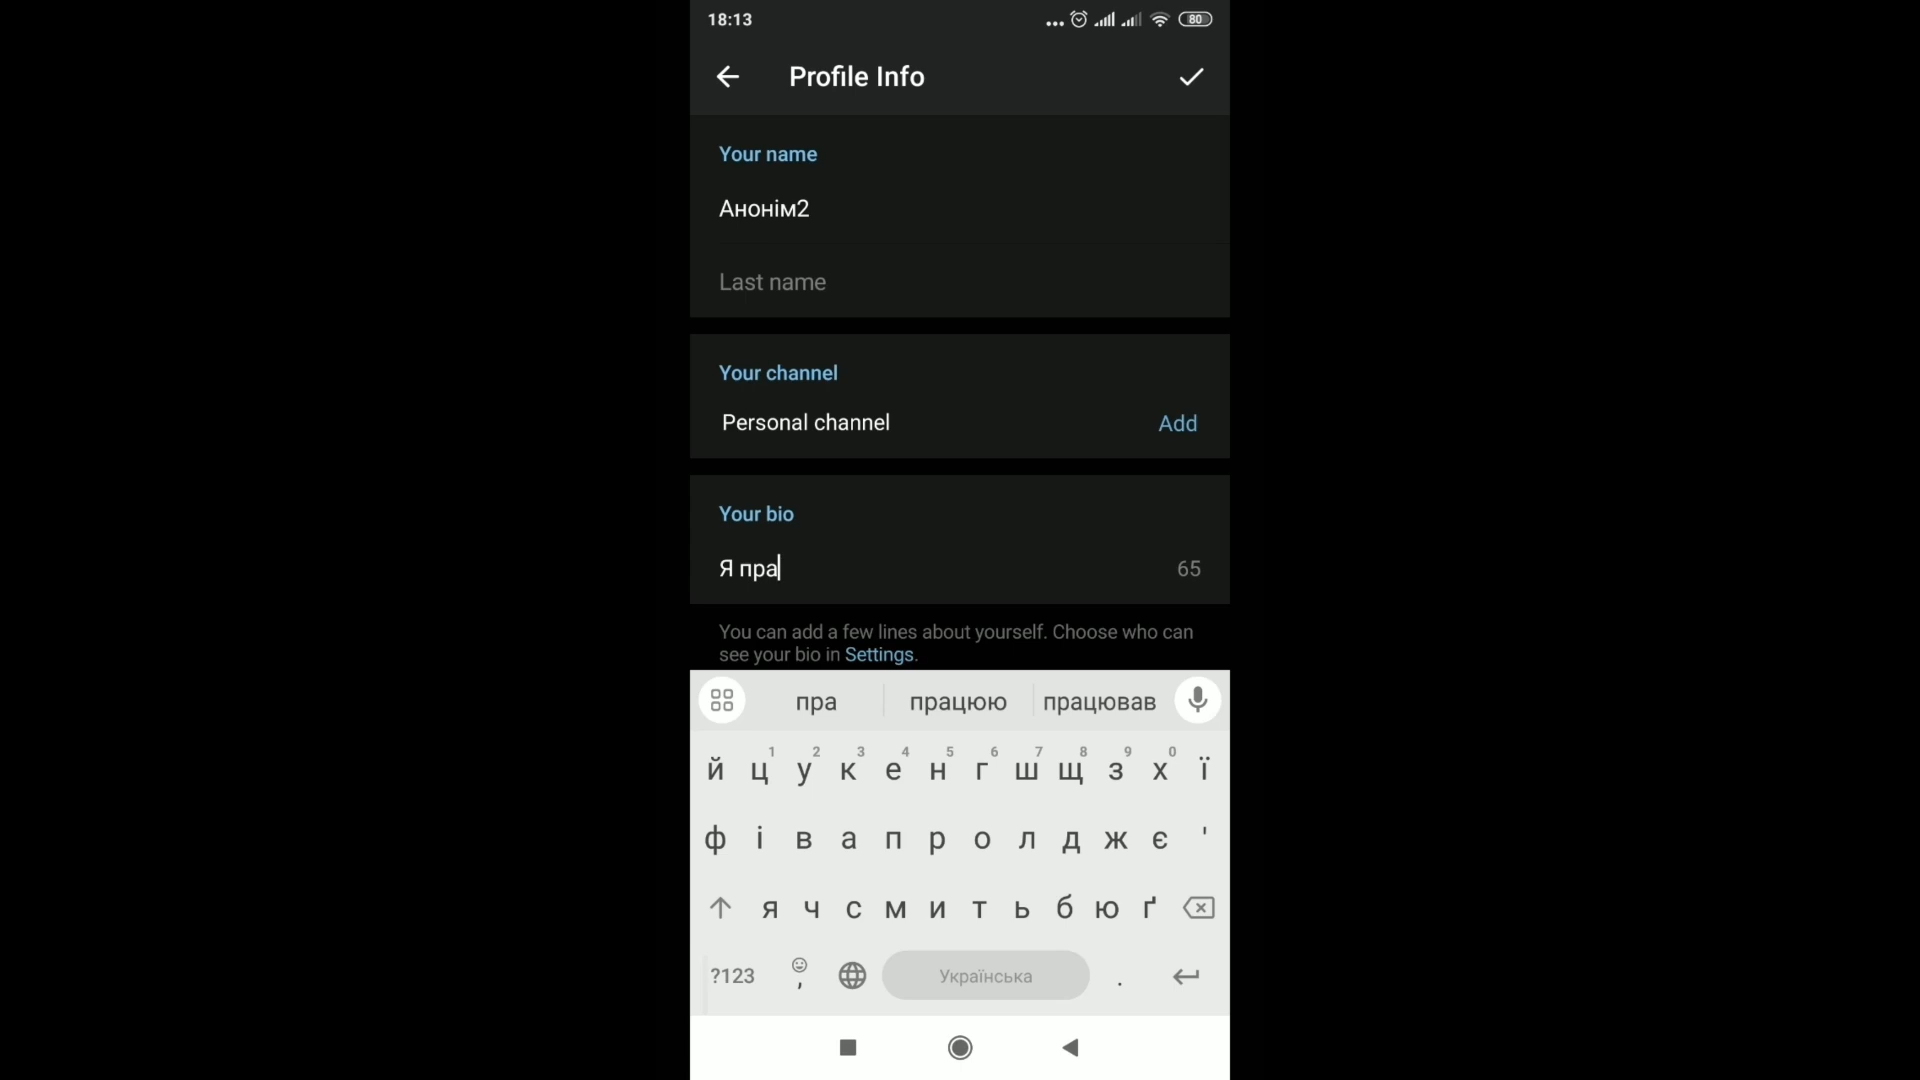 18:13
80
Profile Info
Your name
Анонім2
Last name
Your channel
Personal channel Add
Your bio
Я пра 65
You can add a few lines about yourself. Choose who can
see your bio in Settings.
пра працюю працював
1 2 3 4 5 6 7 8 9 0
й ц у к е н г ш щ з х ї
ф і в а п р о л д ж є '
я ч с м и т ь б ю ґ
?123 , Українська .